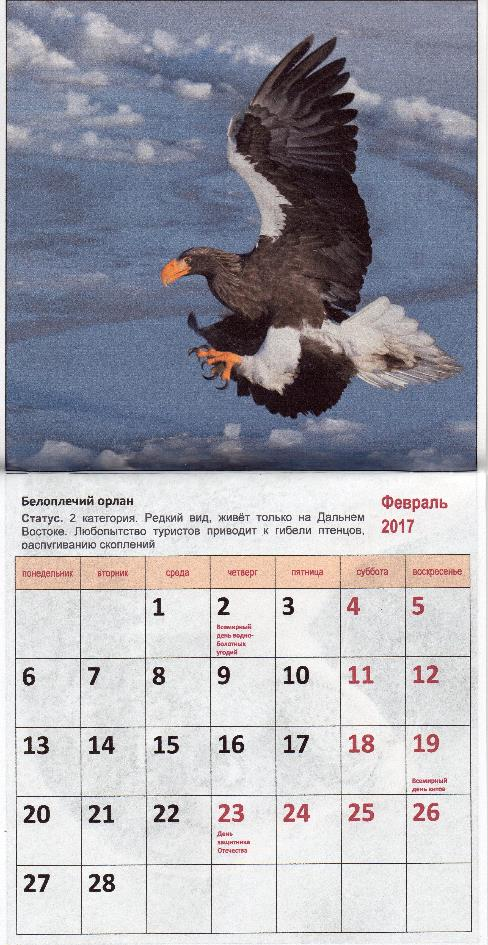 Белоплечий орлан
Статус. 2 категория. Редкий вид, живёт только на Дальнем
Востоке. Любопытство туристов приводит к гибели птенцов,
распугиванию скоплений
Февраль
2017
понедельник вторник среда четверг пятница суббота воскресенье
1 2 3 4 5
Всемирный
день водно-
болотных
угодий
6 7 8 9 10 11 12
13 14 15 16 17 18 19
Всемирный
день китов
20 21 22 23 24 25 26
День
защитника
Отечества
27 28